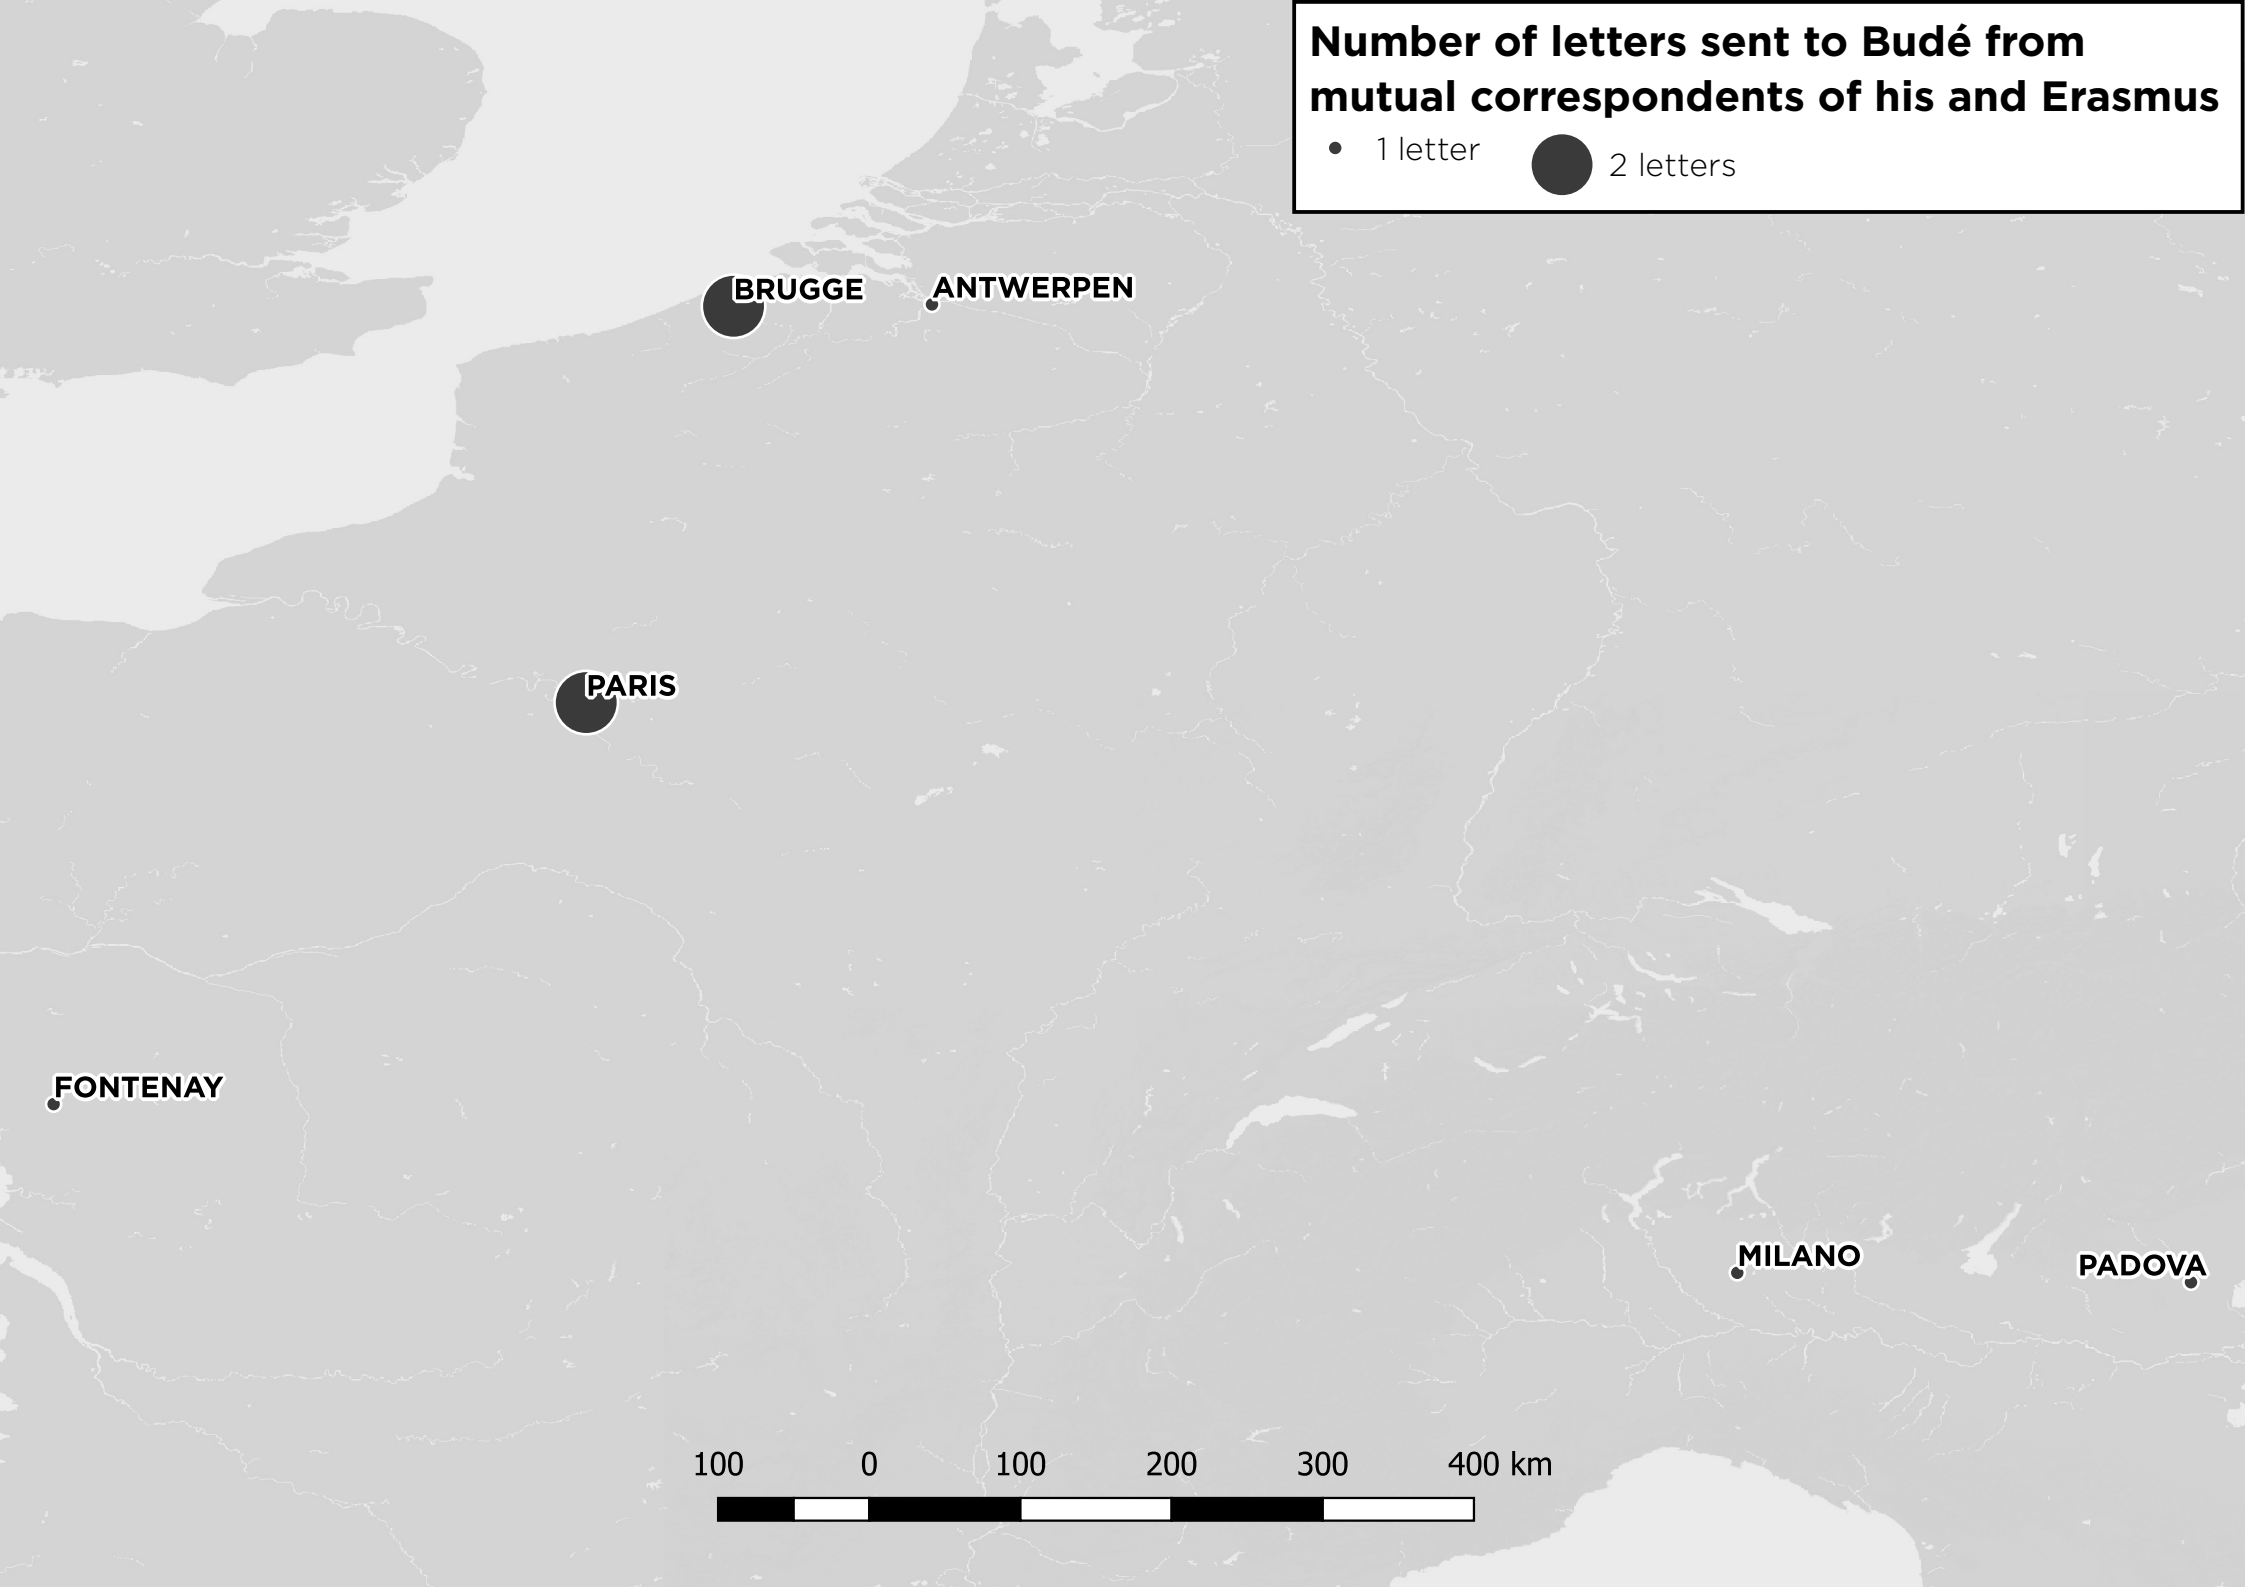 Number of letters sent to Budé from
mutual correspondents of his and Erasmus
1 letter
2 letters
BRUGGE
ANTWERPEN
PARIS
FONTENAY
MILANO
PADOVA
100 0 100 200 300 400 km